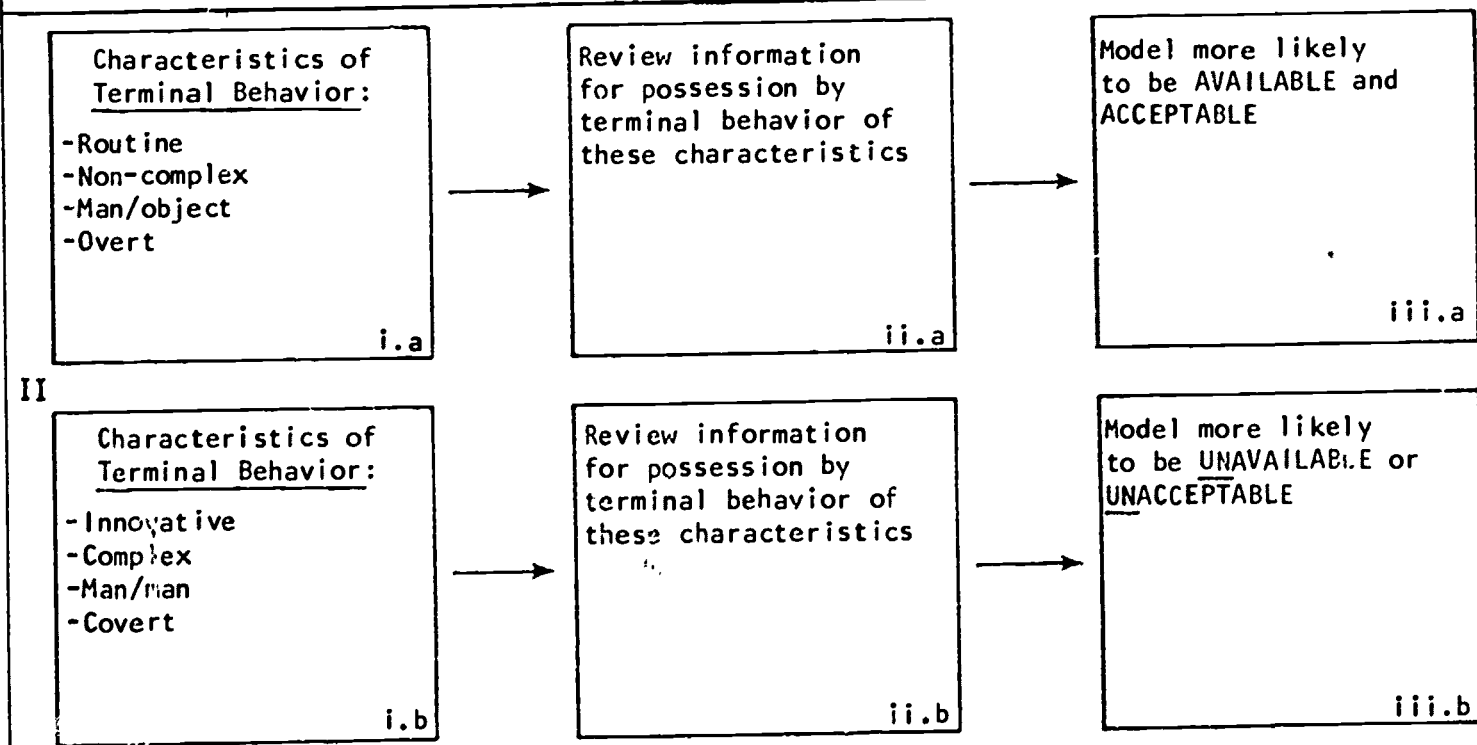 Characteristics of
Terminal Behavior:
-Routine
-Non-complex
-Man/object
-Overt
i.a
Review information
for possession by
terminal behavior of
these characteristics
ii.a
Model more likely
to be AVAILABLE and
ACCEPTABLE
iii.a
II
Characteristics of
Terminal Behavior:
-Innovative
-Complex
-Man/man
-Covert
i.b
Review information
for possession by
terminal behavior of
these characteristics
ii.b
Model more likely
to be UNAVAILABLE or
UNACCEPTABLE
iii.b